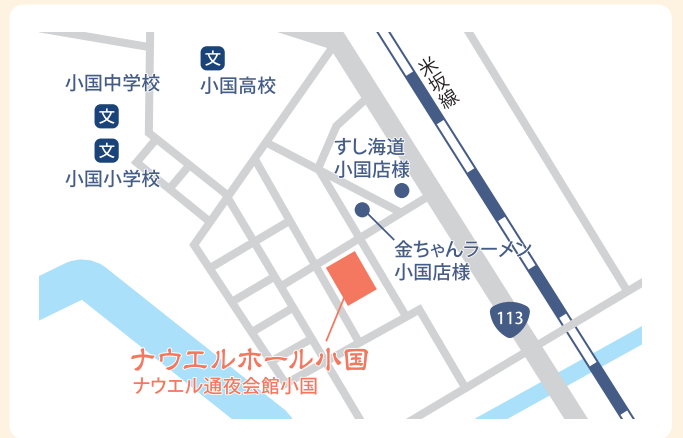 文
小国中学校
小国高校
文
文
小国小学校
米坂線
すし海道
小国店様
金ちゃんラーメン
小国店様
113
ナウエルホール小国
ナウエル通夜会館小国